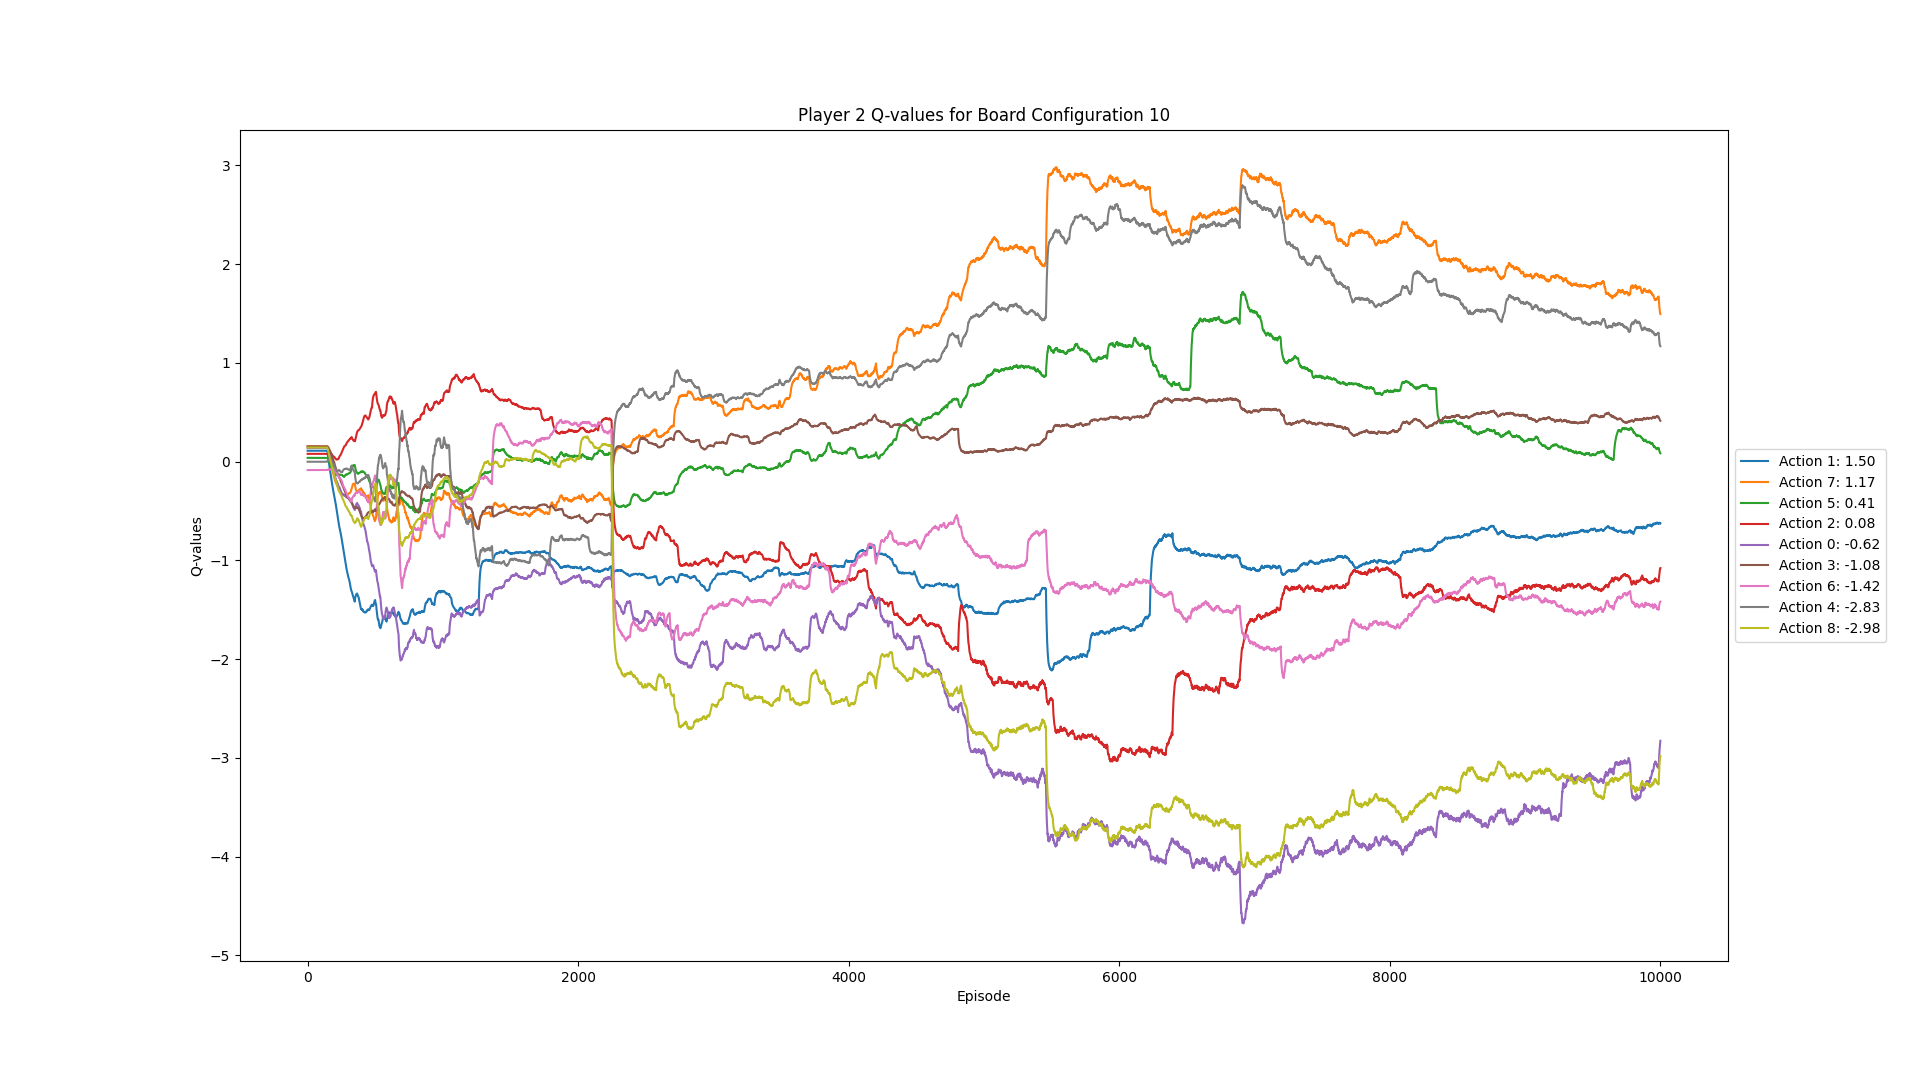 Player 2 Q-values for Board Configuration 10
3
2
1
0
−1
−2
−3
−4
−5
Q-values
0 2000 4000 6000 8000 10000
Episode
Action 1: 1.50
Action 7: 1.17
Action 5: 0.41
Action 2: 0.08
Action 0: -0.62
Action 3: -1.08
Action 6: -1.42
Action 4: -2.83
Action 8: -2.98